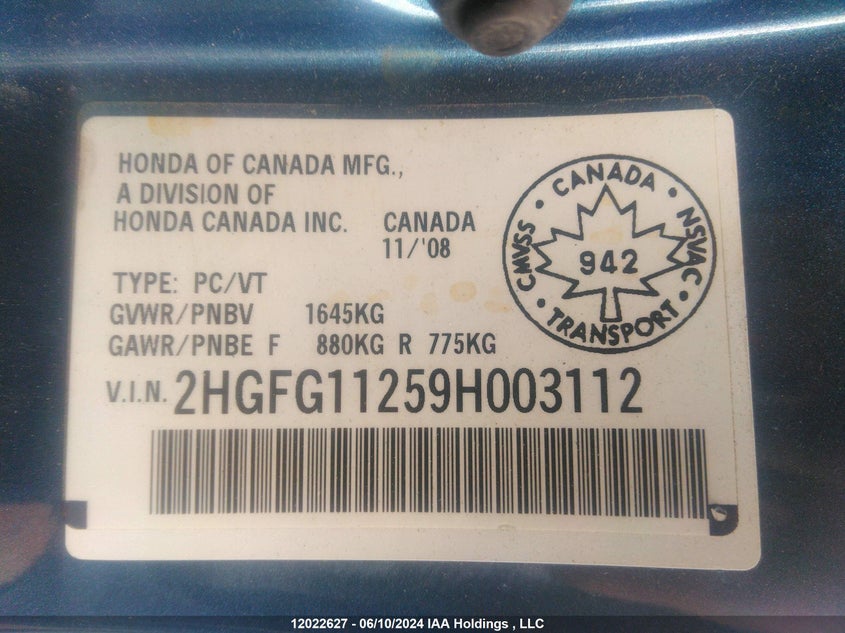 HONDA OF CANADA MFG.,
A DIVISION OF
HONDA CANADA INC. CANADA
11/'08
TYPE: PC/VT
GVWR/PNBV 1645KG
GAWR/PNBE F 880KG R 775KG
V.I.N. 2HGFG11259H003112
CANADA
CMVSS
NSVAC
942
TRANSPORT
12022627 - 06/10/2024 IAA Holdings , LLC